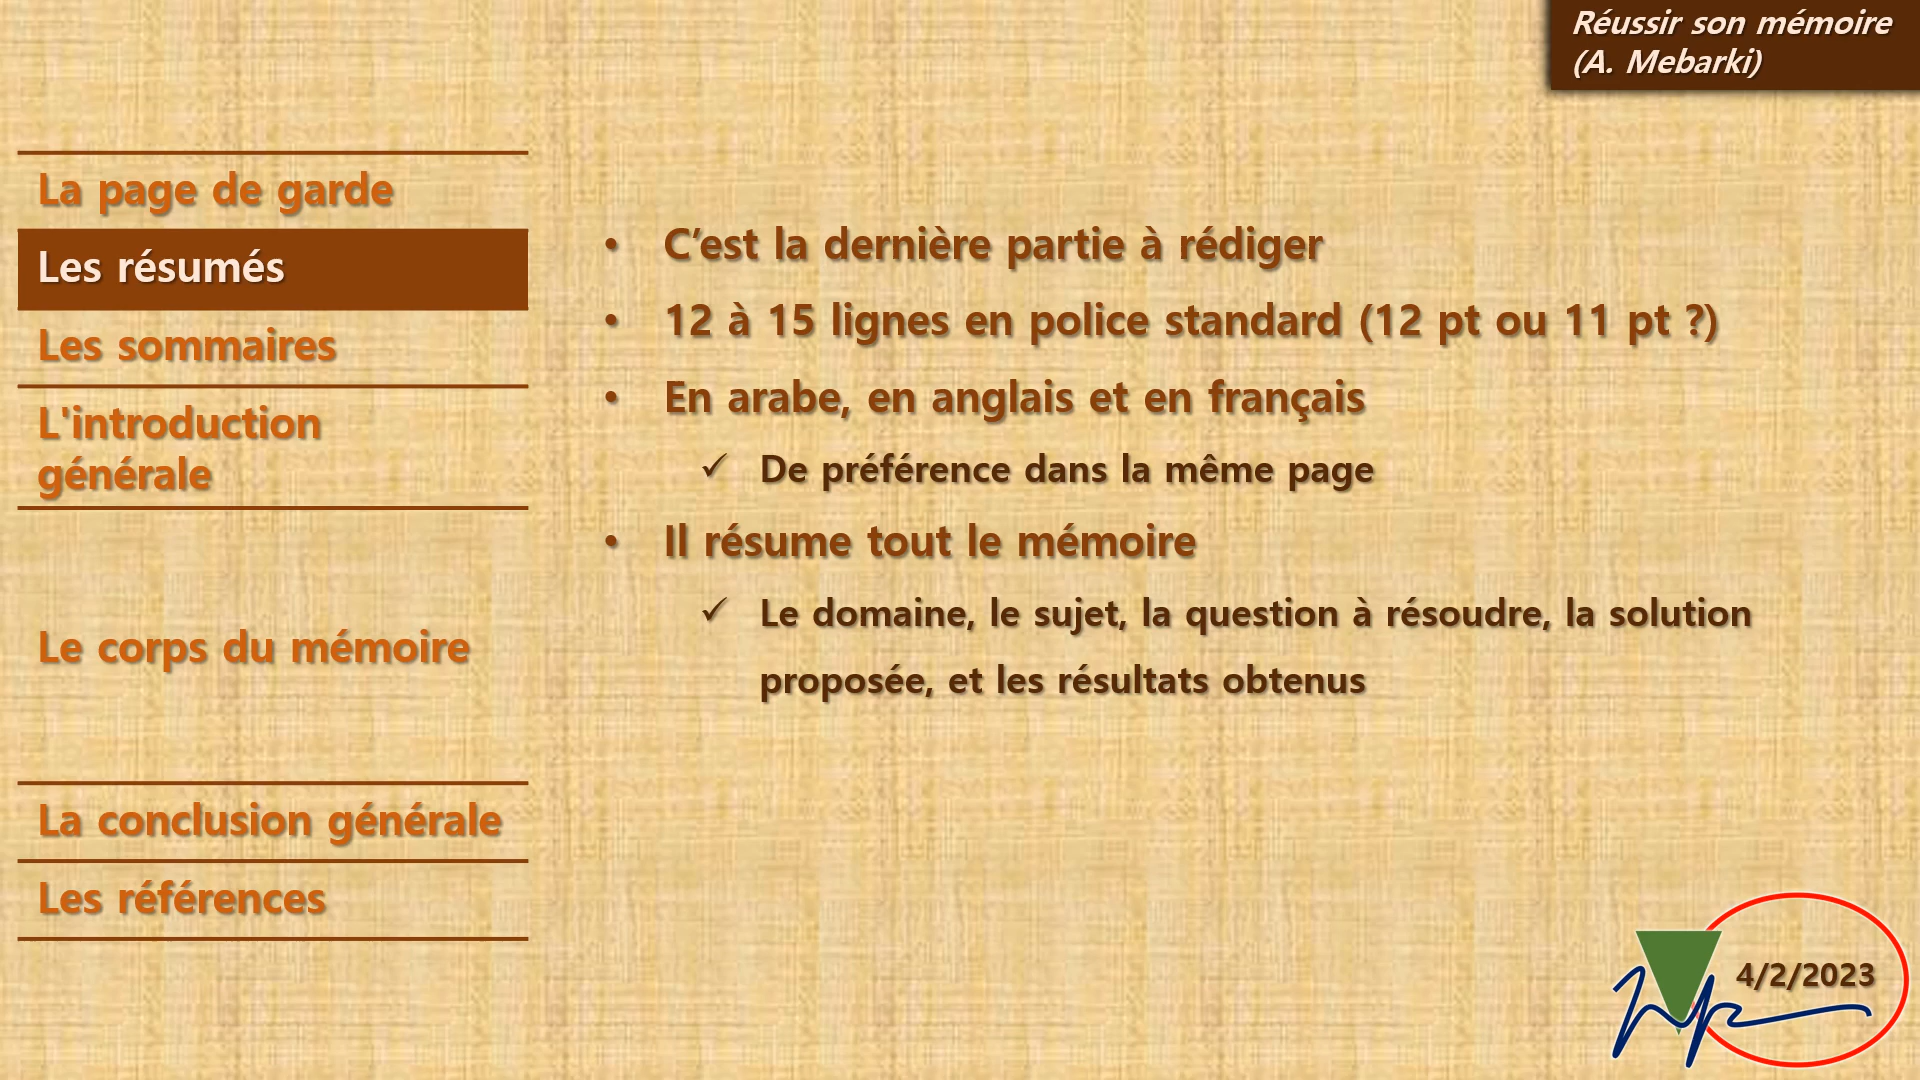 Réussir son mémoire
(A. Mebarki)
La page de garde
Les résumés
Les sommaires
L'introduction
générale
Le corps du mémoire
La conclusion générale
Les références
• C’est la dernière partie à rédiger
• 12 à 15 lignes en police standard (12 pt ou 11 pt ?)
• En arabe, en anglais et en français
✓ De préférence dans la même page
• Il résume tout le mémoire
✓ Le domaine, le sujet, la question à résoudre, la solution
proposée, et les résultats obtenus
4/2/2023